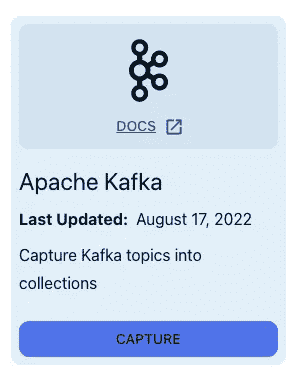 DOCS
Apache Kafka
Last Updated: August 17, 2022
Capture Kafka topics into
collections
CAPTURE